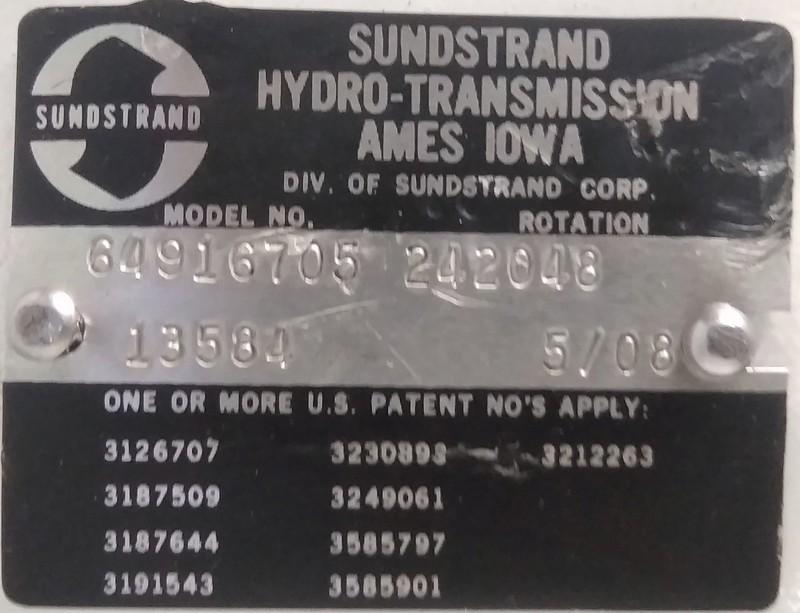 SUNDSTRAND
SUNDSTRAND
HYDRO-TRANSMISSION
AMES IOWA
DIV. OF SUNDSTRAND CORP.
MODEL NO. ROTATION
64916705 242048
13584 5/08
ONE OR MORE U.S. PATENT NO'S APPLY:
3126707 3230893 3212263
3187509 3249061
3187644 3585797
3191543 3585901